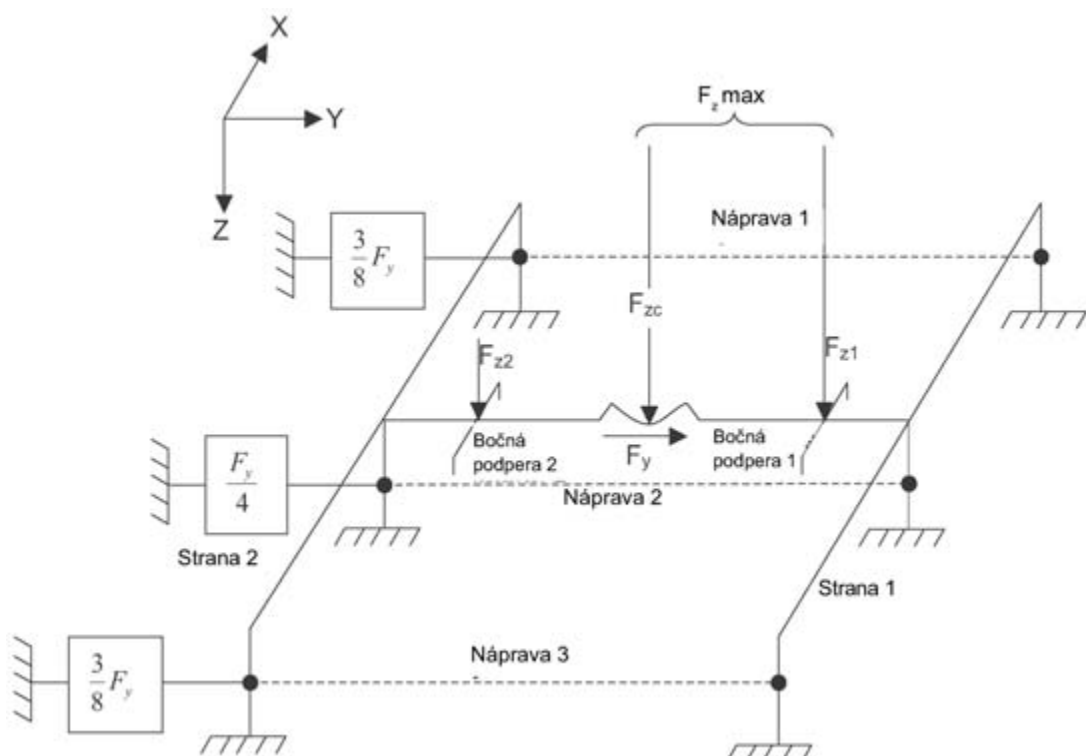 X
Y
Z
F_z max
Náprava 1
3/8 F_y
F_zc
F_z2
F_z1
Bočná
podpera 2
F_y
Bočná
podpera 1
F_y/4
Náprava 2
Strana 2
Strana 1
Náprava 3
3/8 F_y